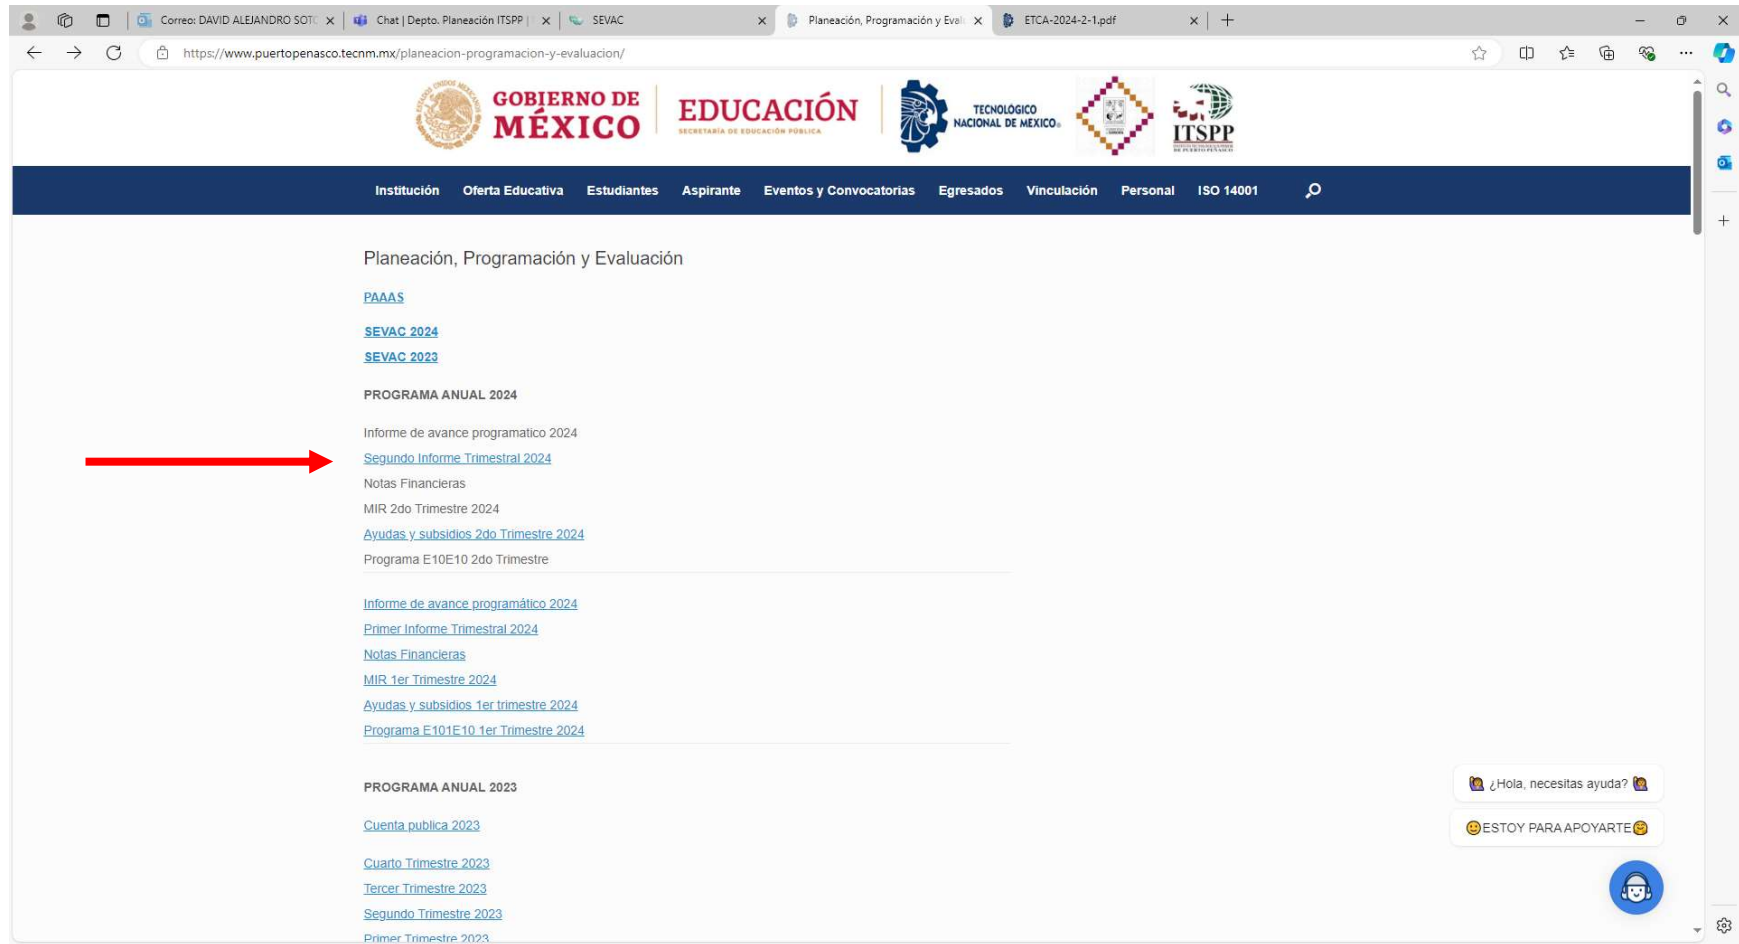 Correo: DAVID ALEJANDRO SOTO
Chat | Depto. Planeación ITSPP |
SEVAC
Planeación, Programación y Eval
ETCA-2024-2-1.pdf
https://www.puertopenasco.tecnm.mx/planeacion-programacion-y-evaluacion/
GOBIERNO DE
MÉXICO
EDUCACIÓN
SECRETARÍA DE EDUCACIÓN PÚBLICA
TECNOLÓGICO
NACIONAL DE MÉXICO®
ITSPP
Institución Oferta Educativa Estudiantes Aspirante Eventos y Convocatorias Egresados Vinculación Personal ISO 14001
Planeación, Programación y Evaluación
PAAAS
SEVAC 2024
SEVAC 2023
PROGRAMA ANUAL 2024
Informe de avance programatico 2024
Segundo Informe Trimestral 2024
Notas Financieras
MIR 2do Trimestre 2024
Ayudas y subsidios 2do Trimestre 2024
Programa E10E10 2do Trimestre
Informe de avance programático 2024
Primer Informe Trimestral 2024
Notas Financieras
MIR 1er Trimestre 2024
Ayudas y subsidios 1er trimestre 2024
Programa E101E10 1er Trimestre 2024
PROGRAMA ANUAL 2023
Cuenta publica 2023
Cuarto Trimestre 2023
Tercer Trimestre 2023
Segundo Trimestre 2023
Primer Trimestre 2023
¿Hola, necesitas ayuda?
ESTOY PARA APOYARTE